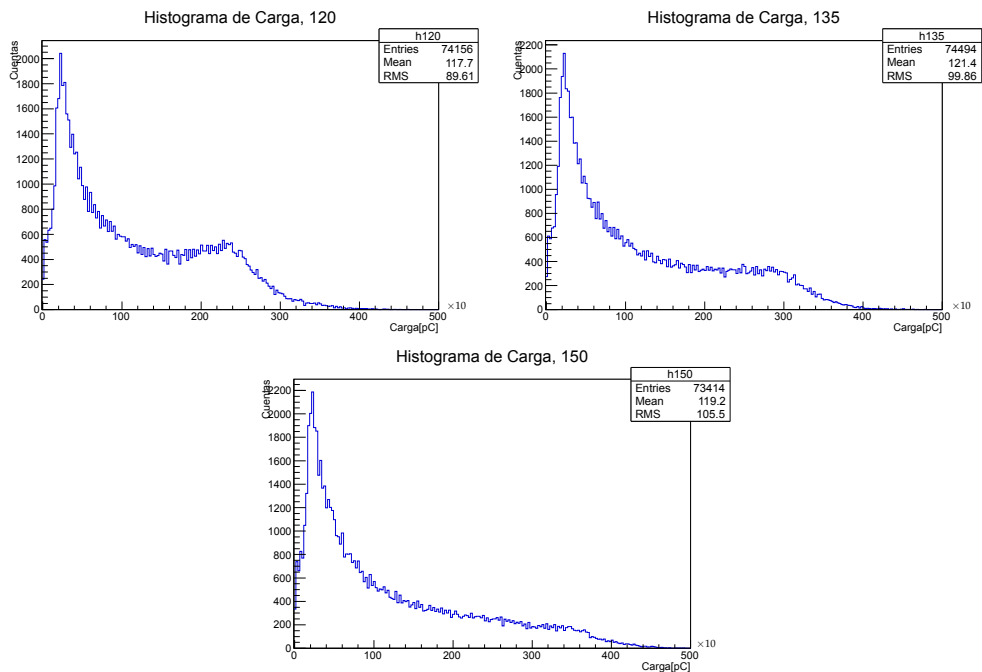 Histograma de Carga, 120
Cuentas
h120
Entries 74156
Mean 117.7
RMS 89.61
2000
1800
1600
1400
1200
1000
800
600
400
200
0
0 100 200 300 400 500
×10
Carga[pC]
Histograma de Carga, 135
Cuentas
h135
Entries 74494
Mean 121.4
RMS 99.86
2200
2000
1800
1600
1400
1200
1000
800
600
400
200
0
0 100 200 300 400 500
×10
Carga[pC]
Histograma de Carga, 150
Cuentas
h150
Entries 73414
Mean 119.2
RMS 105.5
2200
2000
1800
1600
1400
1200
1000
800
600
400
200
0
0 100 200 300 400 500
×10
Carga[pC]